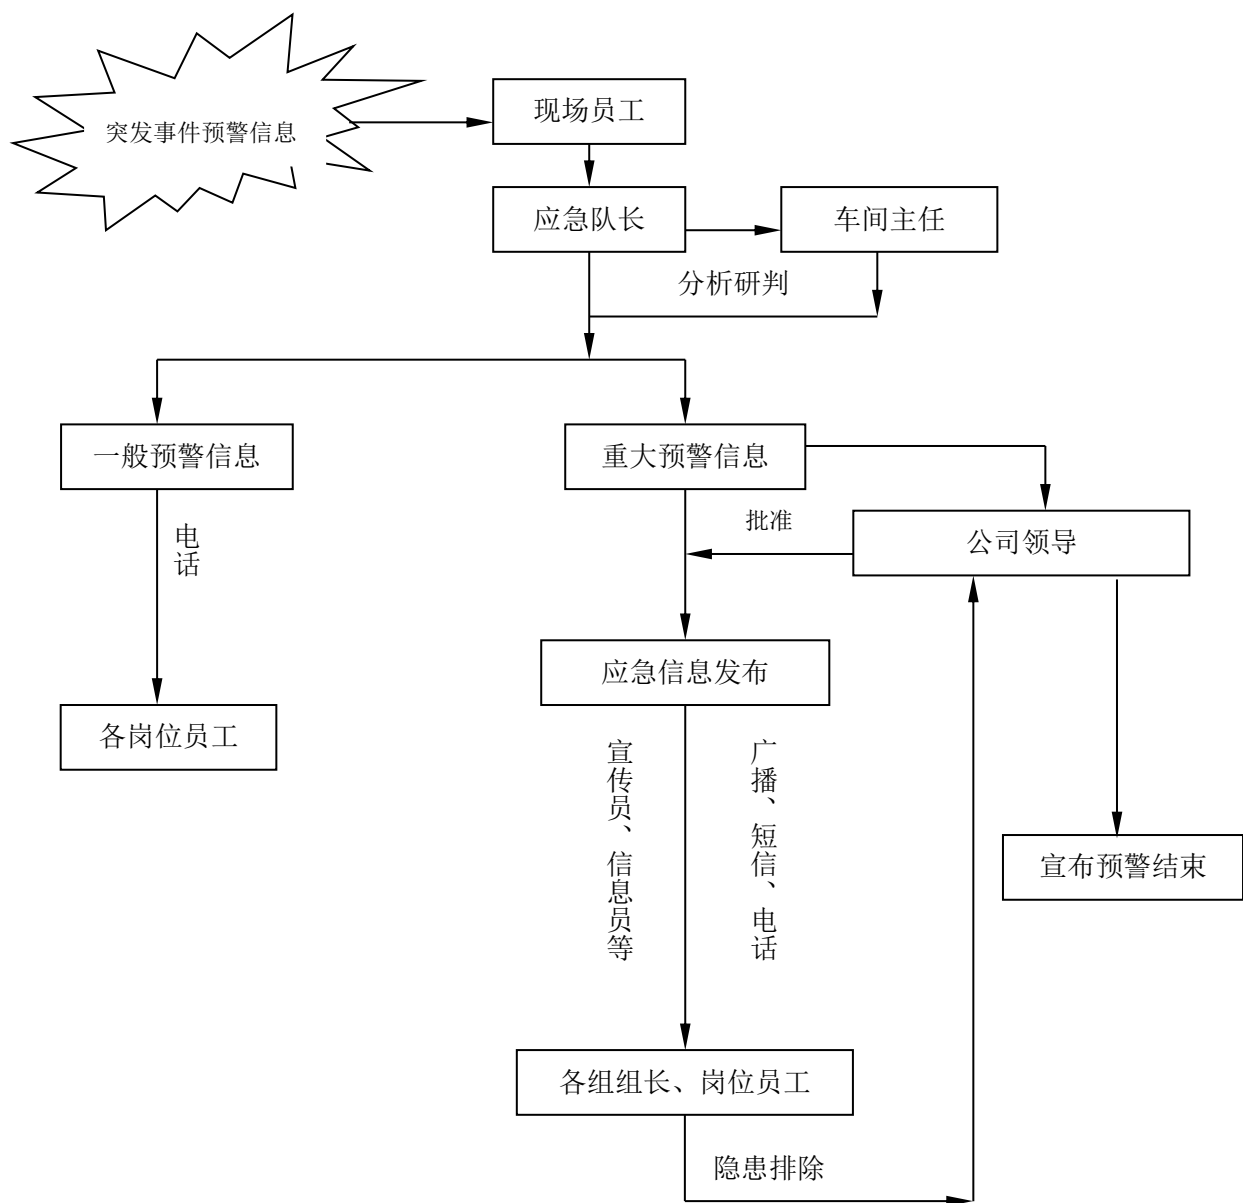 突发事件预警信息
现场员工
应急队长
车间主任
分析研判
一般预警信息
重大预警信息
批准
公司领导
电话
应急信息发布
各岗位员工
宣传员、信息员等
广播、短信、电话
宣布预警结束
各组组长、岗位员工
隐患排除